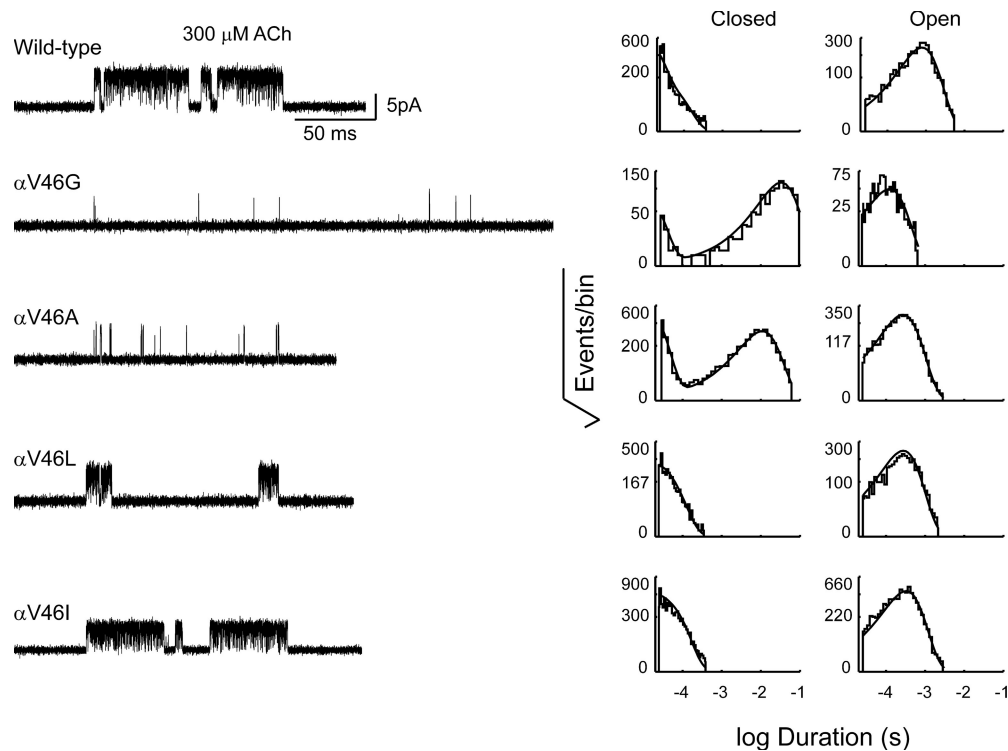 300 μM ACh
Wild-type
5pA
50 ms
αV46G
αV46A
αV46L
αV46I
Closed
Open
600
200
0
300
100
0
150
50
0
75
25
0
600
200
0
350
117
0
500
167
0
300
100
0
900
300
0
660
220
0
√ Events/bin
-4 -3 -2 -1
-4 -3 -2 -1
log Duration (s)